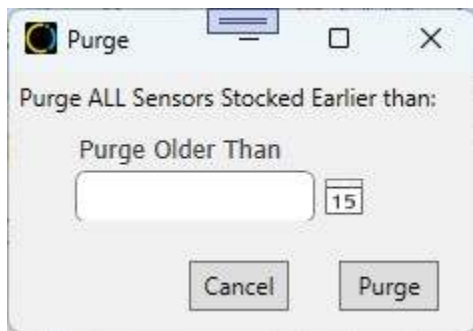 Purge
Purge ALL Sensors Stocked Earlier than:
Purge Older Than
15
Cancel Purge